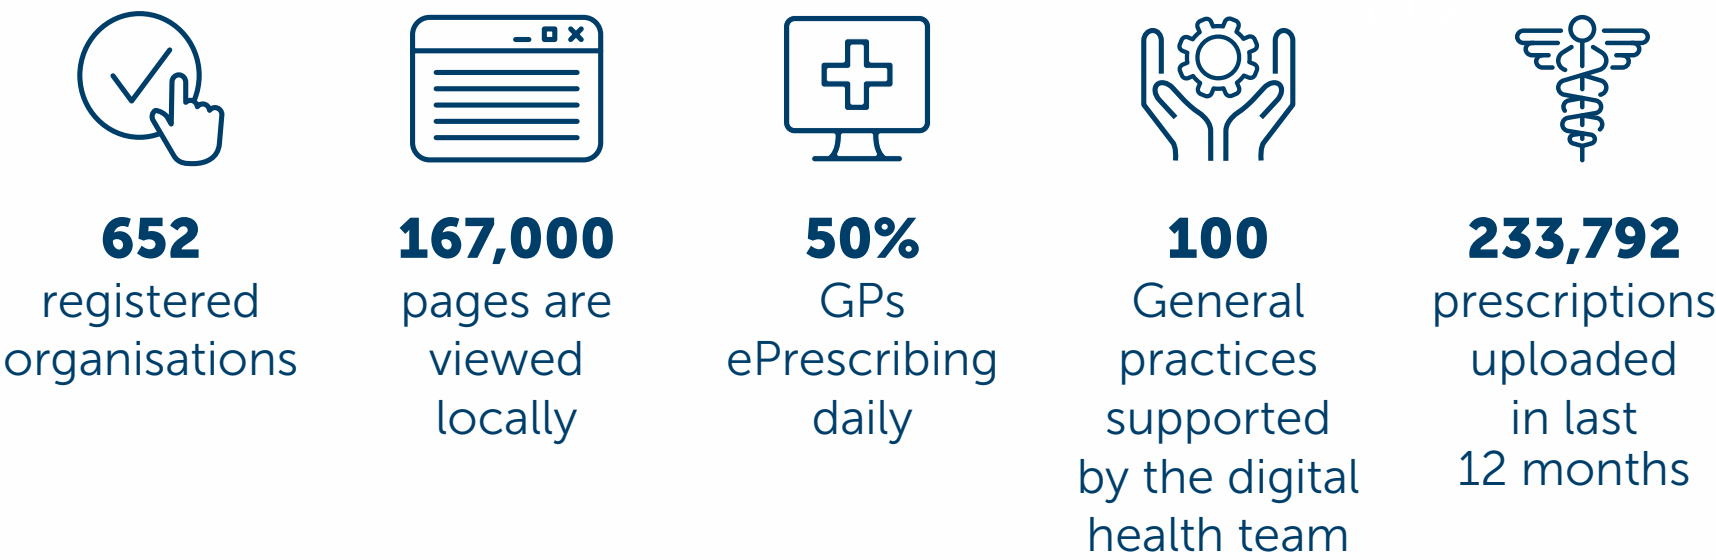 652
registered
organisations
167,000
pages are
viewed
locally
50%
GPs
ePrescribing
daily
100
General
practices
supported
by the digital
health team
233,792
prescriptions
uploaded
in last
12 months